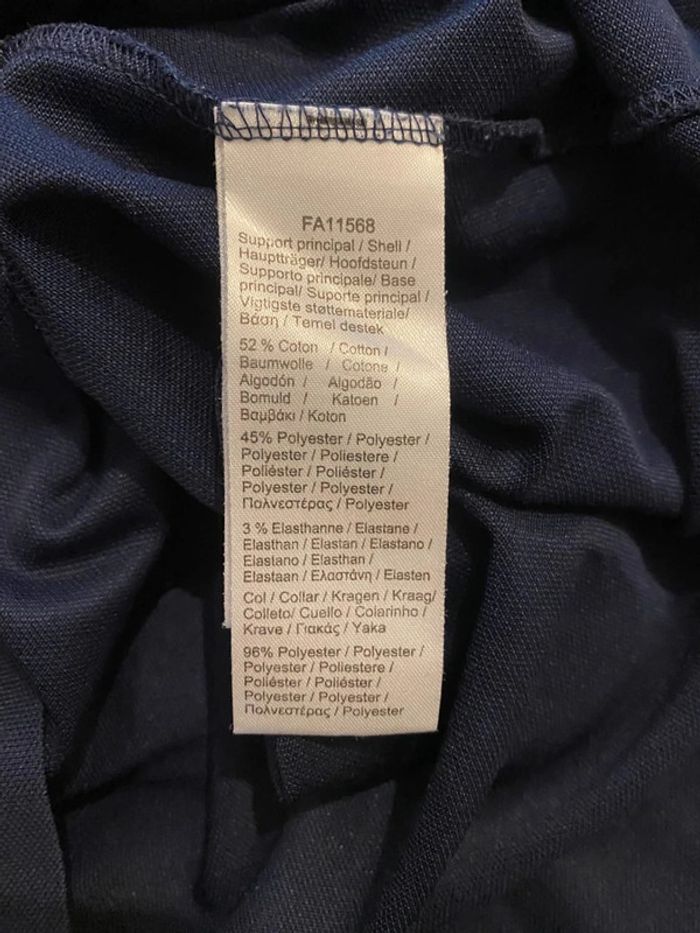 FA11568
Support principal / Shell /
Hauptträger/ Hoofdsteun /
Supporto principale/ Base
principal/ Suporte principal /
Vigtigste støttemateriale/
Βάση / Temel destek
52 % Coton / Cotton /
Baumwolle / Cotone /
Algodón / Algodão /
Bomuld / Katoen /
Βαμβάκι / Koton
45% Polyester / Polyester /
Polyester / Poliestere /
Poliéster / Poliéster /
Polyester / Polyester /
Πολνεστέρας / Polyester
3 % Elasthanne / Elastane /
Elasthan / Elastan / Elastano /
Elastano / Elasthan /
Elastaan / Ελαστάνη / Elasten
Col / Collar / Kragen / Kraag/
Colleto/ Cuello / Colarinho /
Krave / Γιακάς / Yaka
96% Polyester / Polyester /
Polyester / Poliestere /
Poliéster / Poliéster /
Polyester / Polyester /
Πολνεστέρας / Polyester